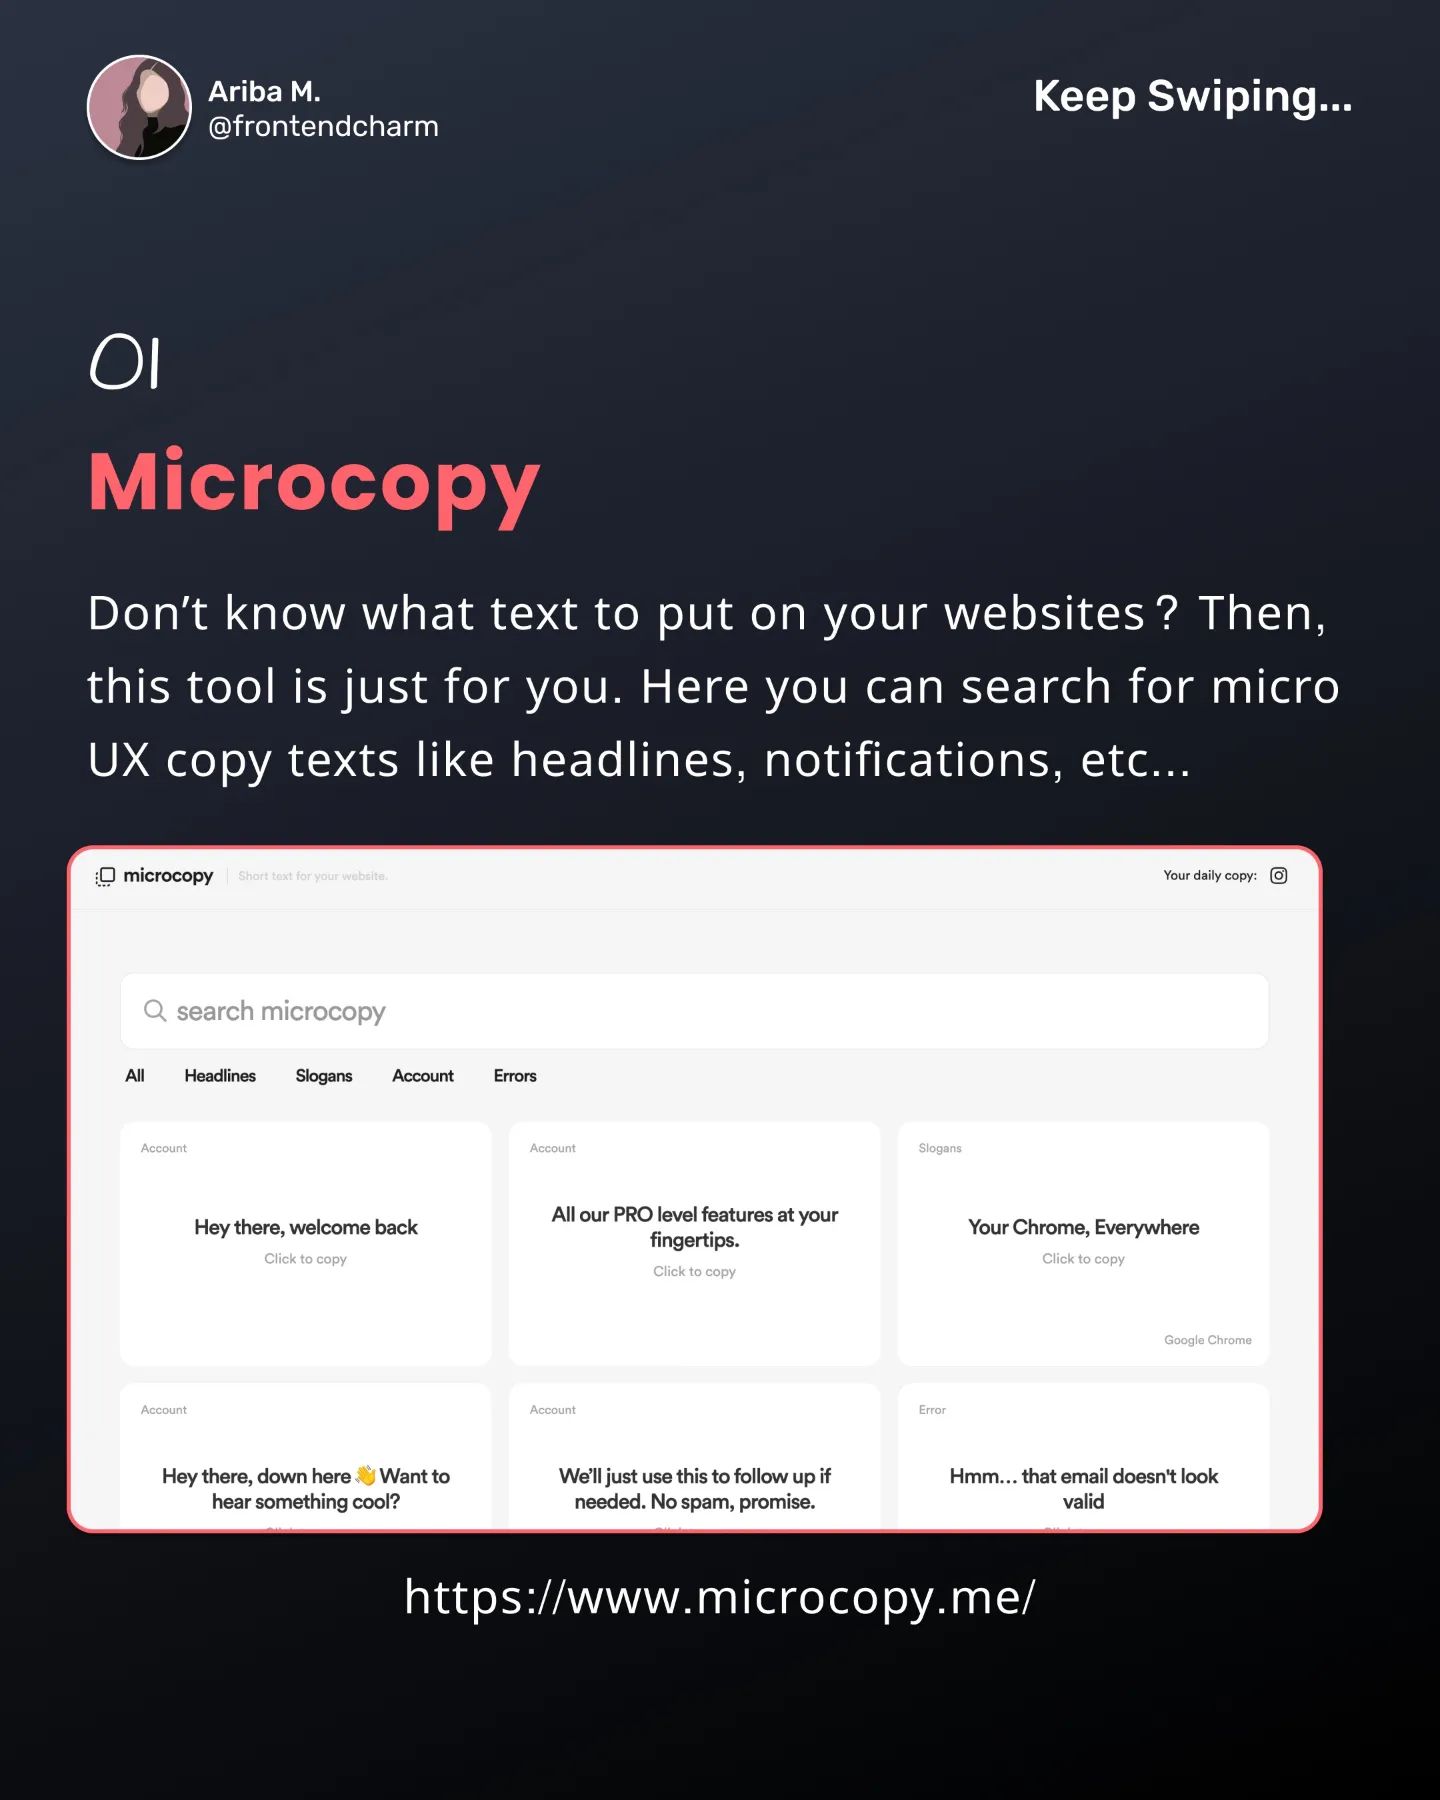 Ariba M.
@frontendcharm
Keep Swiping...
01
Microcopy
Don't know what text to put on your websites? Then,
this tool is just for you. Here you can search for micro
UX copy texts like headlines, notifications, etc...
microcopy
Short text for your website.
Your daily copy:
search microcopy
All Headlines Slogans Account Errors
Account
Hey there, welcome back
Click to copy
Account
All our PRO level features at your
fingertips.
Click to copy
Slogans
Your Chrome, Everywhere
Click to copy
Google Chrome
Account
Hey there, down here 👋 Want to
hear something cool?
Account
We'll just use this to follow up if
needed. No spam, promise.
Error
Hmm... that email doesn't look
valid
https://www.microcopy.me/